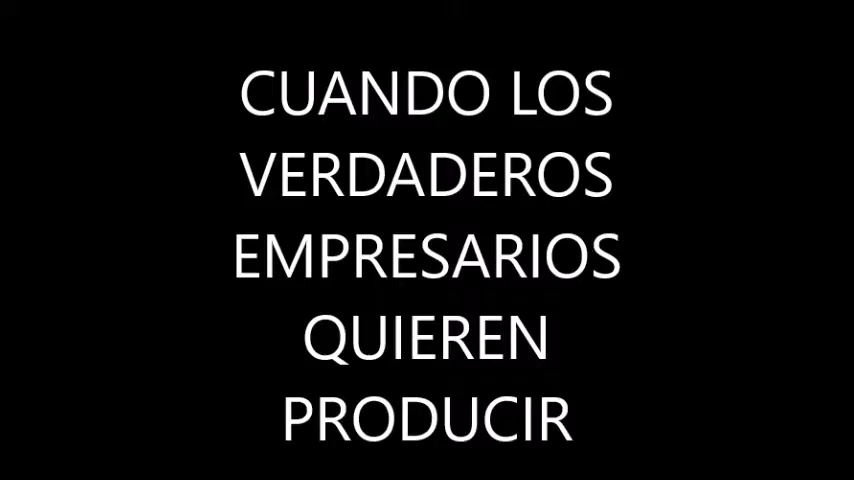 CUANDO LOS
VERDADEROS
EMPRESARIOS
QUIEREN
PRODUCIR